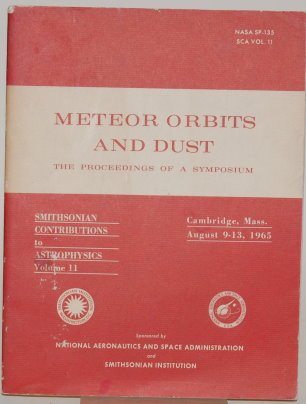 NASA SP-135
SCA VOL. 11
METEOR ORBITS
AND DUST
THE PROCEEDINGS OF A SYMPOSIUM
SMITHSONIAN
CONTRIBUTIONS
to
ASTROPHYSICS
Volume 11
Cambridge, Mass.
August 9-13, 1965
Sponsored by
NATIONAL AERONAUTICS AND SPACE ADMINISTRATION
and
SMITHSONIAN INSTITUTION